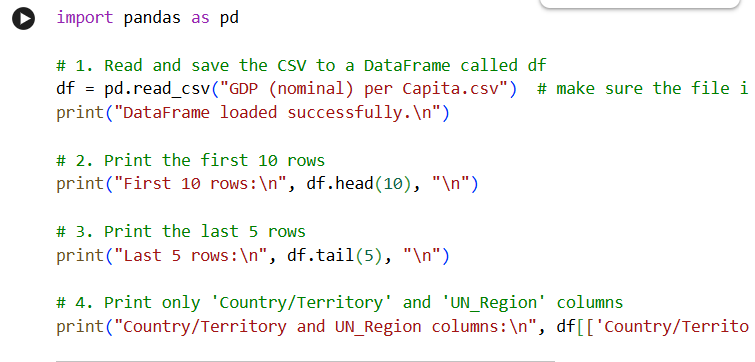 import pandas as pd
# 1. Read and save the CSV to a DataFrame called df
df = pd.read_csv("GDP (nominal) per Capita.csv")  # make sure the file i
print("DataFrame loaded successfully.\n")
# 2. Print the first 10 rows
print("First 10 rows:\n", df.head(10), "\n")
# 3. Print the last 5 rows
print("Last 5 rows:\n", df.tail(5), "\n")
# 4. Print only 'Country/Territory' and 'UN_Region' columns
print("Country/Territory and UN_Region columns:\n", df[['Country/Territo